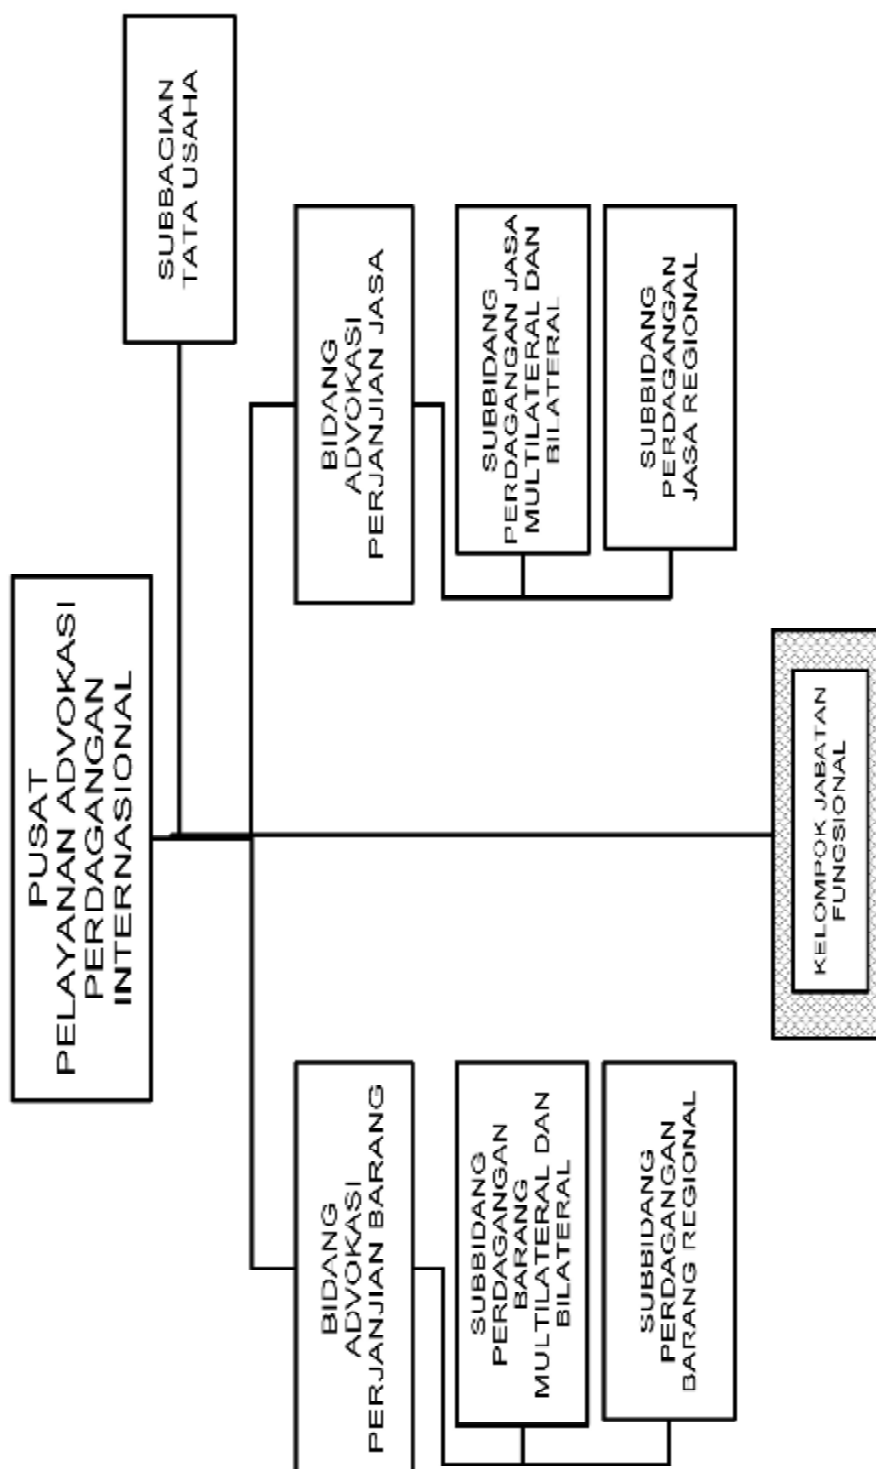 PUSAT
PELAYANAN ADVOKASI
PERDAGANGAN
INTERNASIONAL
SUBBAGIAN
TATA USAHA
BIDANG
ADVOKASI
PERJANJIAN BARANG
BIDANG
ADVOKASI
PERJANJIAN JASA
SUBBIDANG
PERDAGANGAN
BARANG
MULTILATERAL DAN
BILATERAL
SUBBIDANG
PERDAGANGAN JASA
MULTILATERAL DAN
BILATERAL
SUBBIDANG
PERDAGANGAN
BARANG REGIONAL
SUBBIDANG
PERDAGANGAN
JASA REGIONAL
KELOMPOK JABATAN
FUNGSIONAL